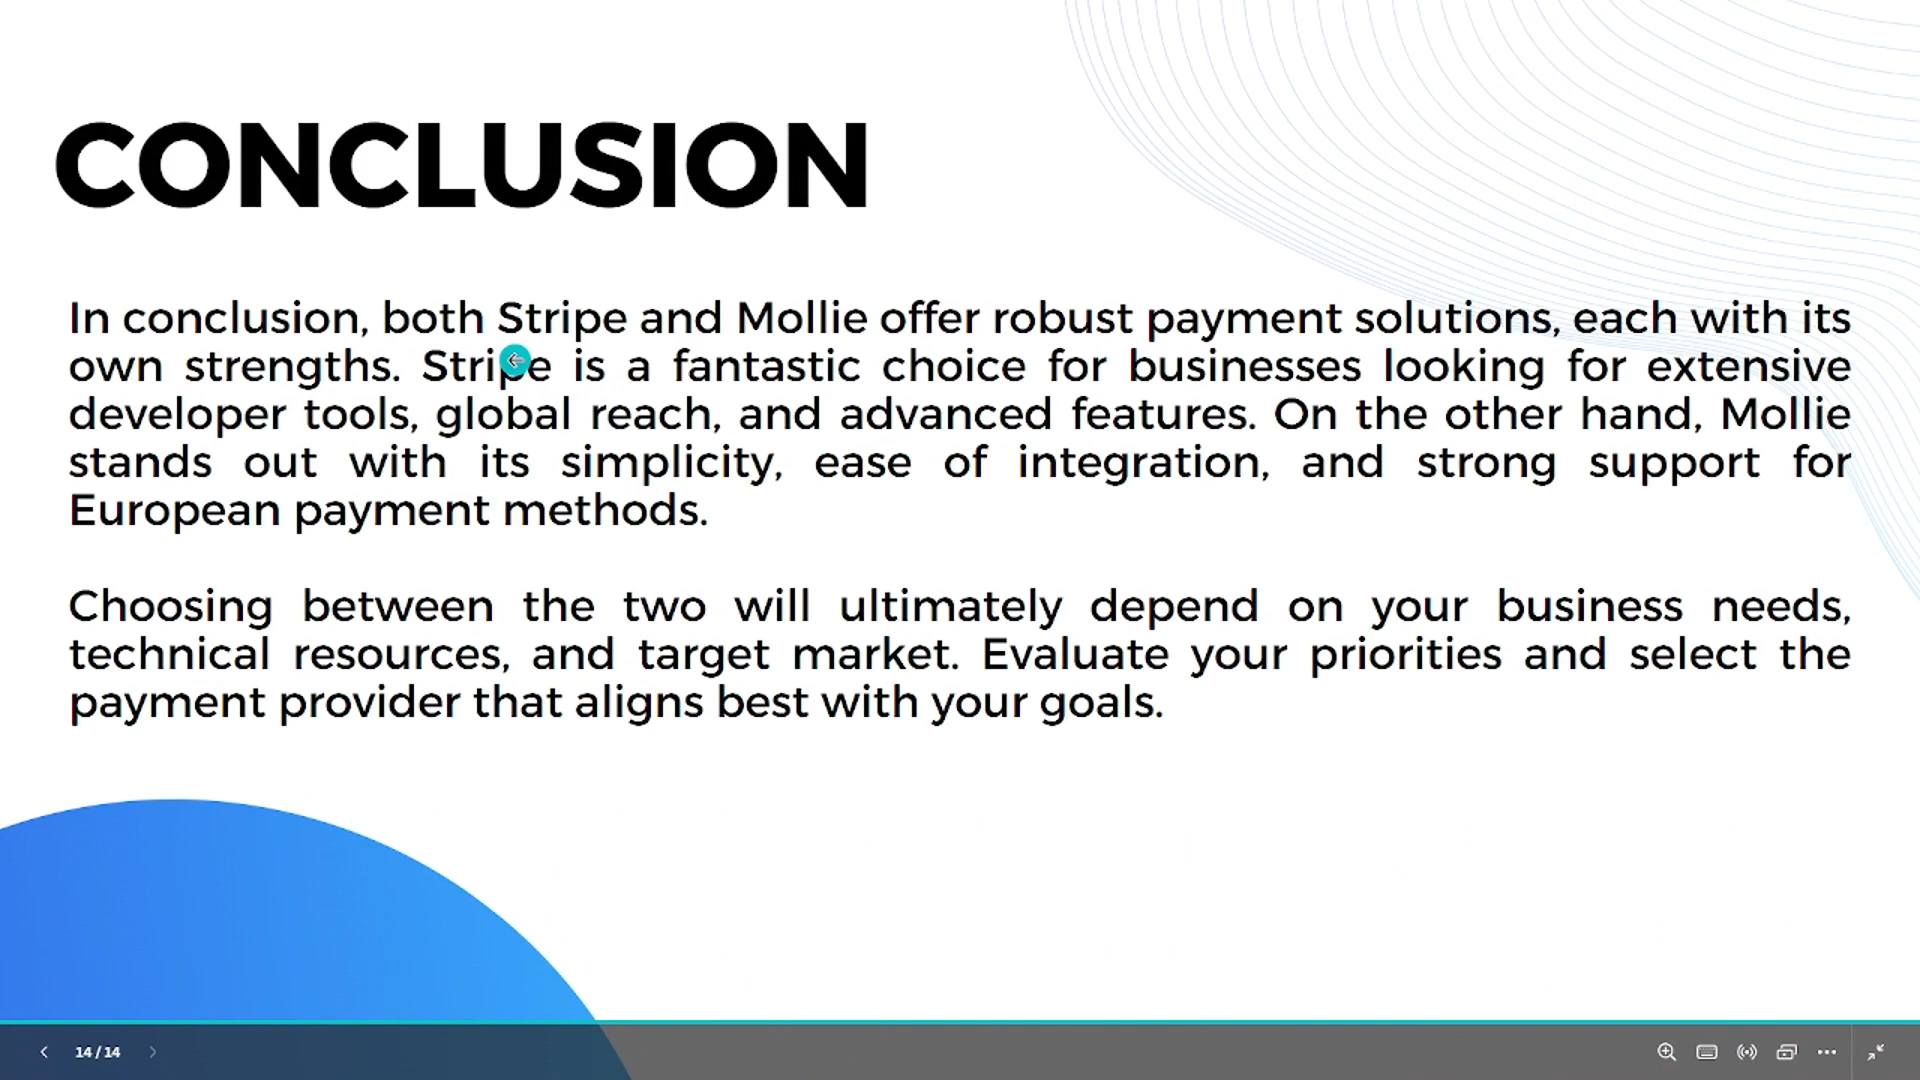 CONCLUSION
In conclusion, both Stripe and Mollie offer robust payment solutions, each with its
own strengths. Stripe is a fantastic choice for businesses looking for extensive
developer tools, global reach, and advanced features. On the other hand, Mollie
stands out with its simplicity, ease of integration, and strong support for
European payment methods.
Choosing between the two will ultimately depend on your business needs,
technical resources, and target market. Evaluate your priorities and select the
payment provider that aligns best with your goals.
14 / 14